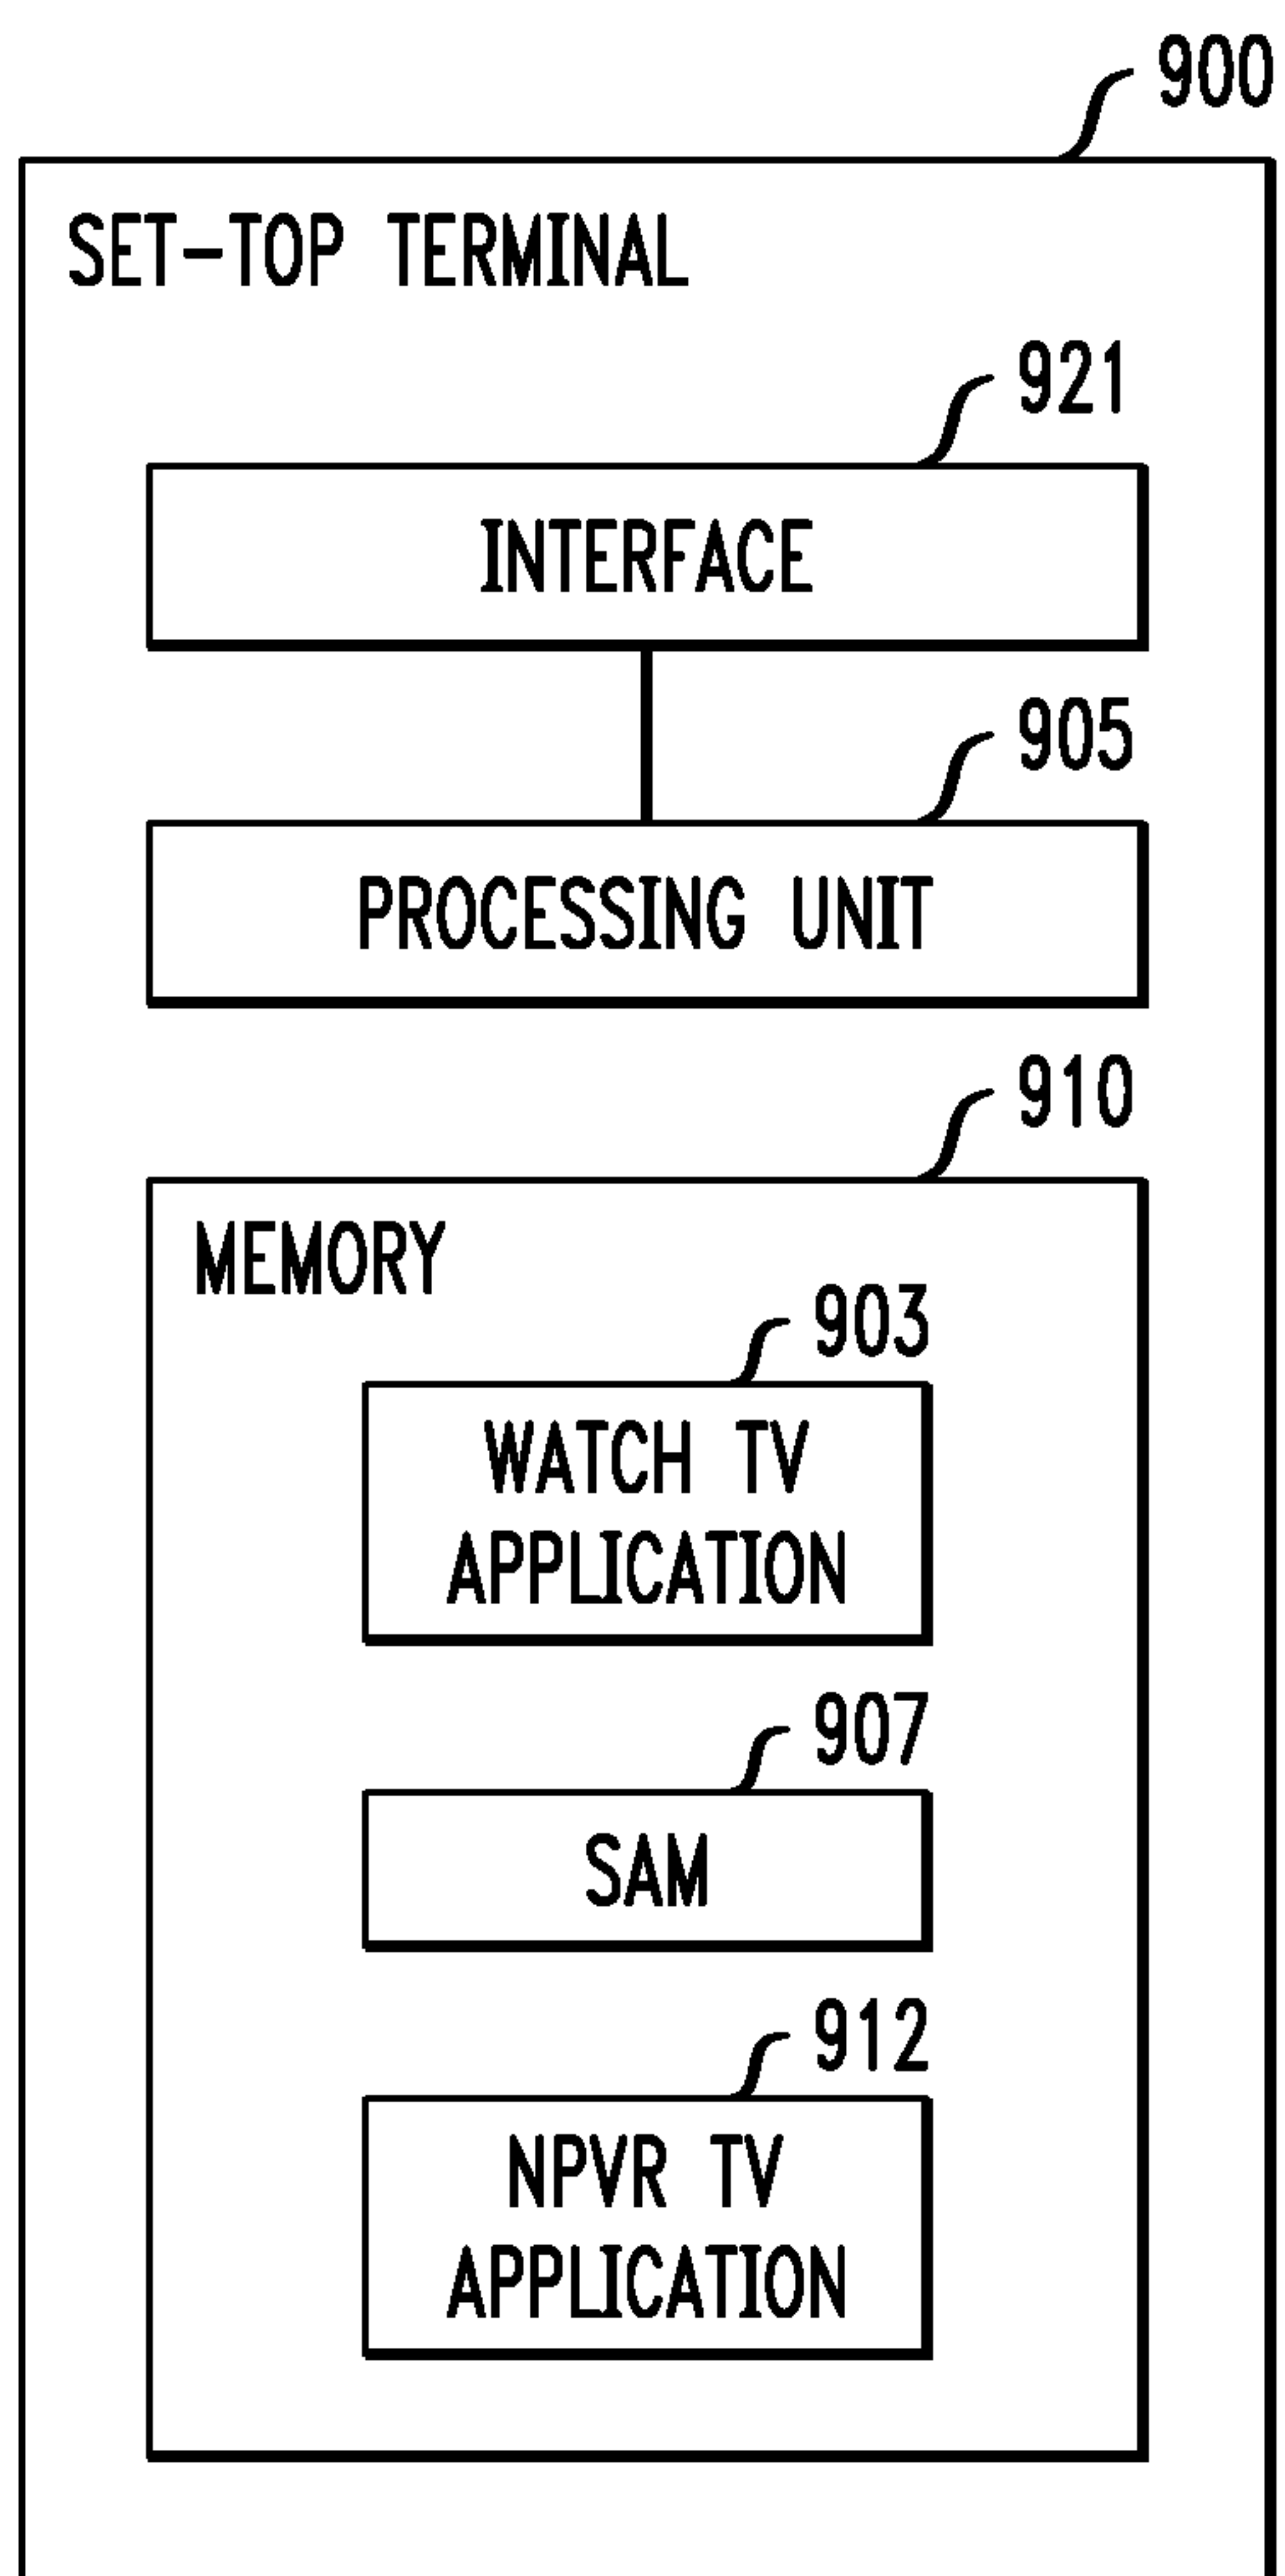 900
SET-TOP TERMINAL
921
INTERFACE
905
PROCESSING UNIT
910
MEMORY
903
WATCH TV
APPLICATION
907
SAM
912
NPVR TV
APPLICATION